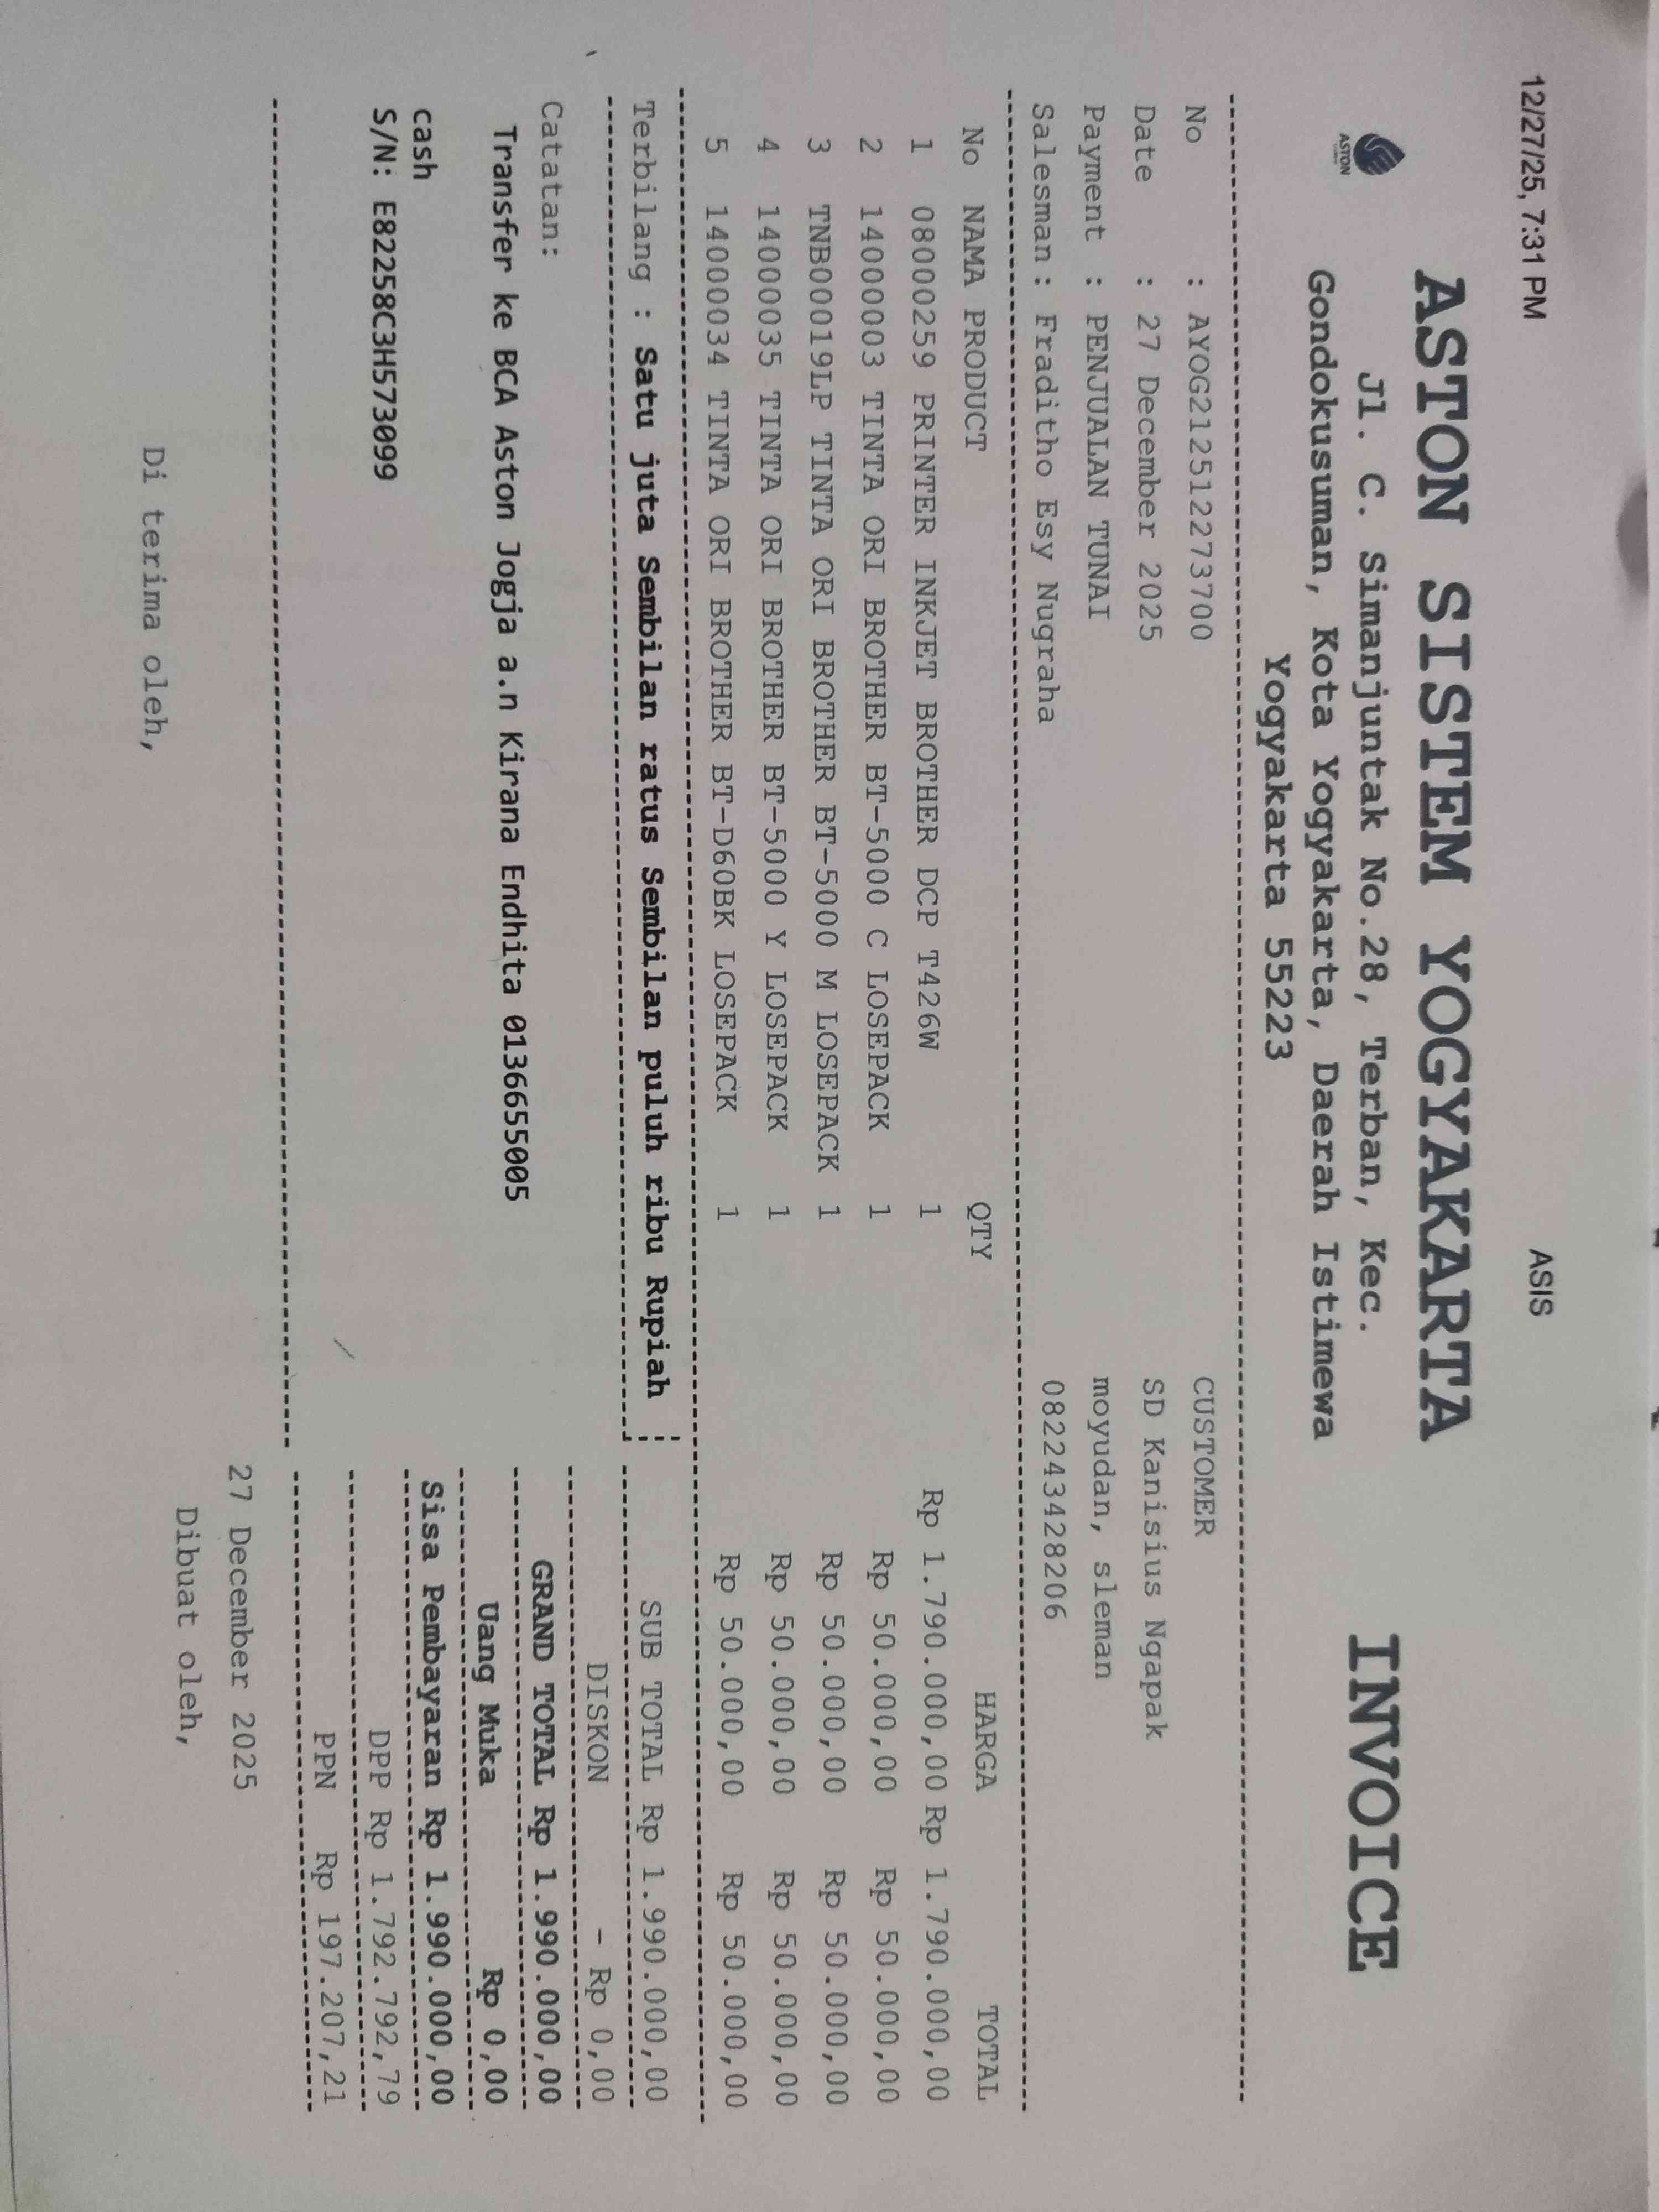 12/27/25, 7:31 PM ASIS
ASTON
ASTON SISTEM YOGYAKARTA
Jl. C. Simanjuntak No.28, Terban, Kec.
Gondokusuman, Kota Yogyakarta, Daerah Istimewa
Yogyakarta 55223
INVOICE
No : AYOG212512273700 CUSTOMER
Date : 27 December 2025 SD Kanisius Ngapak
Payment : PENJUALAN TUNAI moyudan, sleman
Salesman : Fraditho Esy Nugraha 082243428206
No NAMA PRODUCT QTY HARGA TOTAL
1 08000259 PRINTER INKJET BROTHER DCP T426W 1 Rp 1.790.000,00 Rp 1.790.000,00
2 14000003 TINTA ORI BROTHER BT-5000 C LOSEPACK 1 Rp 50.000,00 Rp 50.000,00
3 TNB00019LP TINTA ORI BROTHER BT-5000 M LOSEPACK 1 Rp 50.000,00 Rp 50.000,00
4 14000035 TINTA ORI BROTHER BT-5000 Y LOSEPACK 1 Rp 50.000,00 Rp 50.000,00
5 14000034 TINTA ORI BROTHER BT-D60BK LOSEPACK 1 Rp 50.000,00 Rp 50.000,00
Terbilang : Satu juta Sembilan ratus Sembilan puluh ribu Rupiah
SUB TOTAL Rp 1.990.000,00
DISKON - Rp 0,00
GRAND TOTAL Rp 1.990.000,00
Uang Muka Rp 0,00
Sisa Pembayaran Rp 1.990.000,00
DPP Rp 1.792.792,79
PPN Rp 197.207,21
Catatan:
Transfer ke BCA Aston Jogja a.n Kirana Endhita 0136655005
cash
S/N: E82258C3H573099
27 December 2025
Di terima oleh, Dibuat oleh,